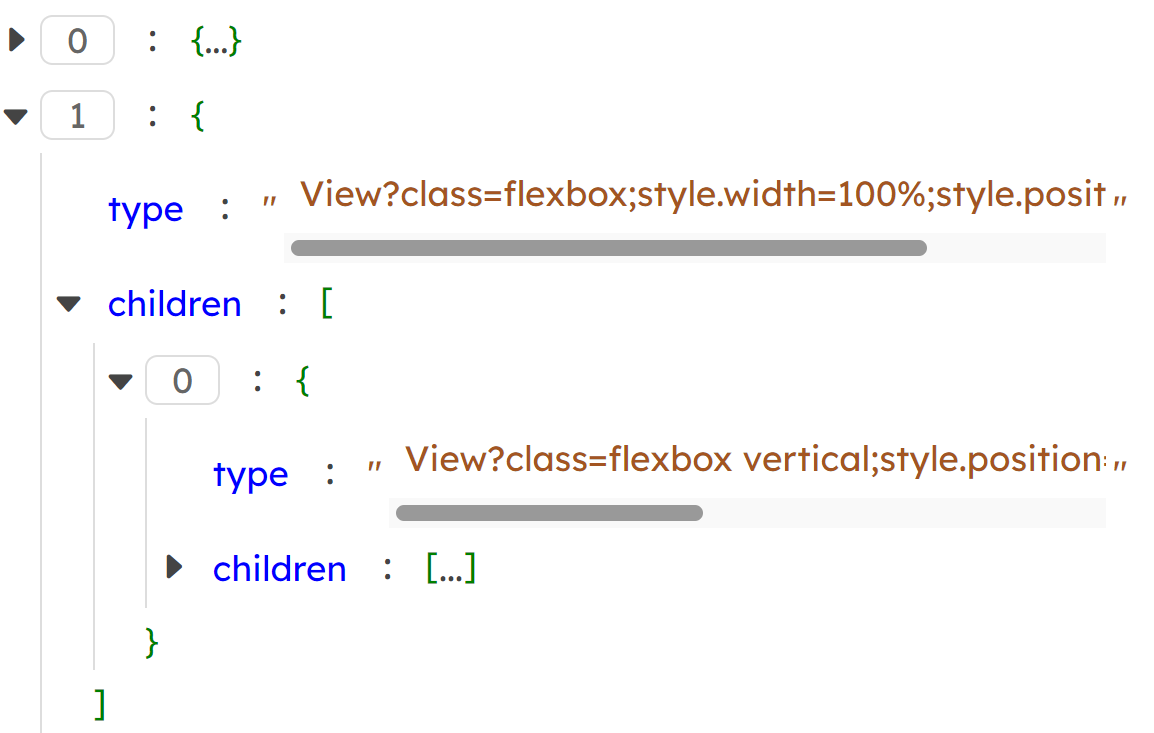 0 : {...}
1 : {
type : " View?class=flexbox;style.width=100%;style.posit "
children : [
0 : {
type : " View?class=flexbox vertical;style.position= "
children : [...]
}
]